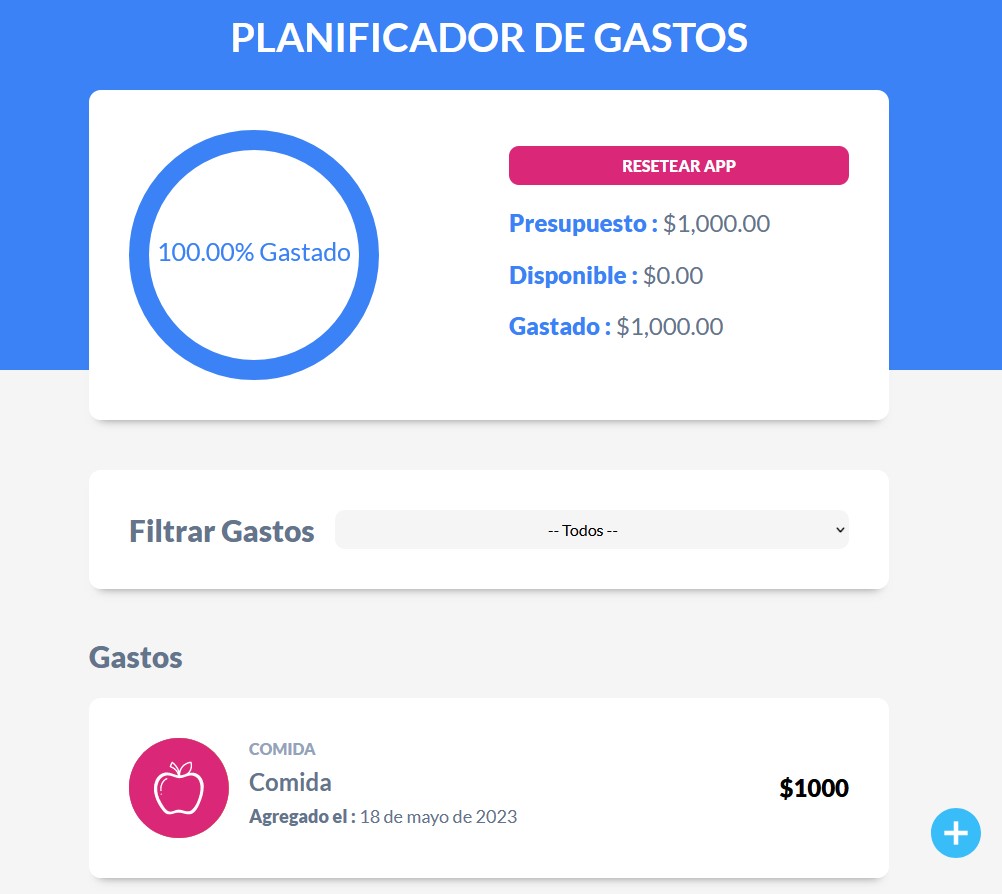 PLANIFICADOR DE GASTOS
100.00% Gastado
RESETEAR APP
Presupuesto : $1,000.00
Disponible : $0.00
Gastado : $1,000.00
Filtrar Gastos
-- Todos --
Gastos
COMIDA
Comida
Agregado el : 18 de mayo de 2023
$1000